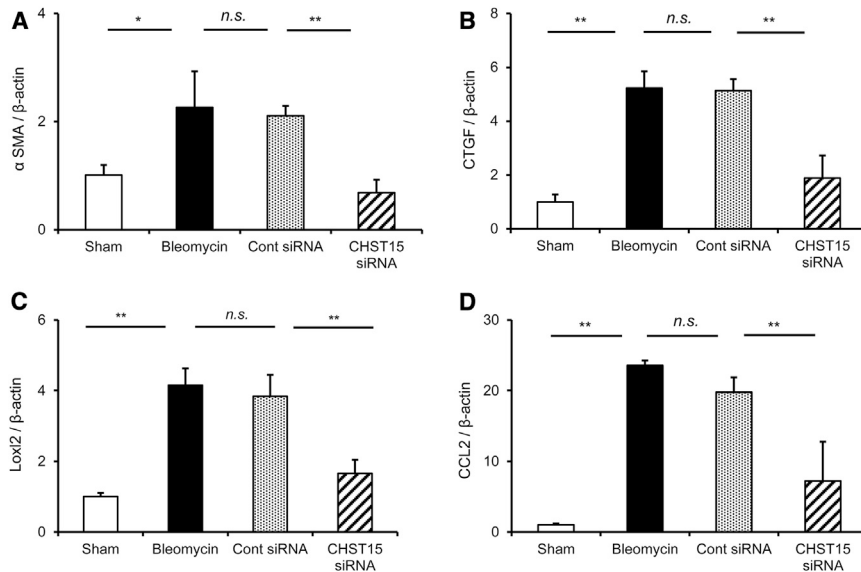 A
4
2
0
α SMA / β-actin
*
n.s.
**
Sham
Bleomycin
Cont siRNA
CHST15
siRNA
B
8
6
4
2
0
CTGF / β-actin
**
n.s.
**
Sham
Bleomycin
Cont siRNA
CHST15
siRNA
C
6
4
2
0
Loxl2 / β-actin
**
n.s.
**
Sham
Bleomycin
Cont siRNA
CHST15
siRNA
D
30
20
10
0
CCL2 / β-actin
**
n.s.
**
Sham
Bleomycin
Cont siRNA
CHST15
siRNA